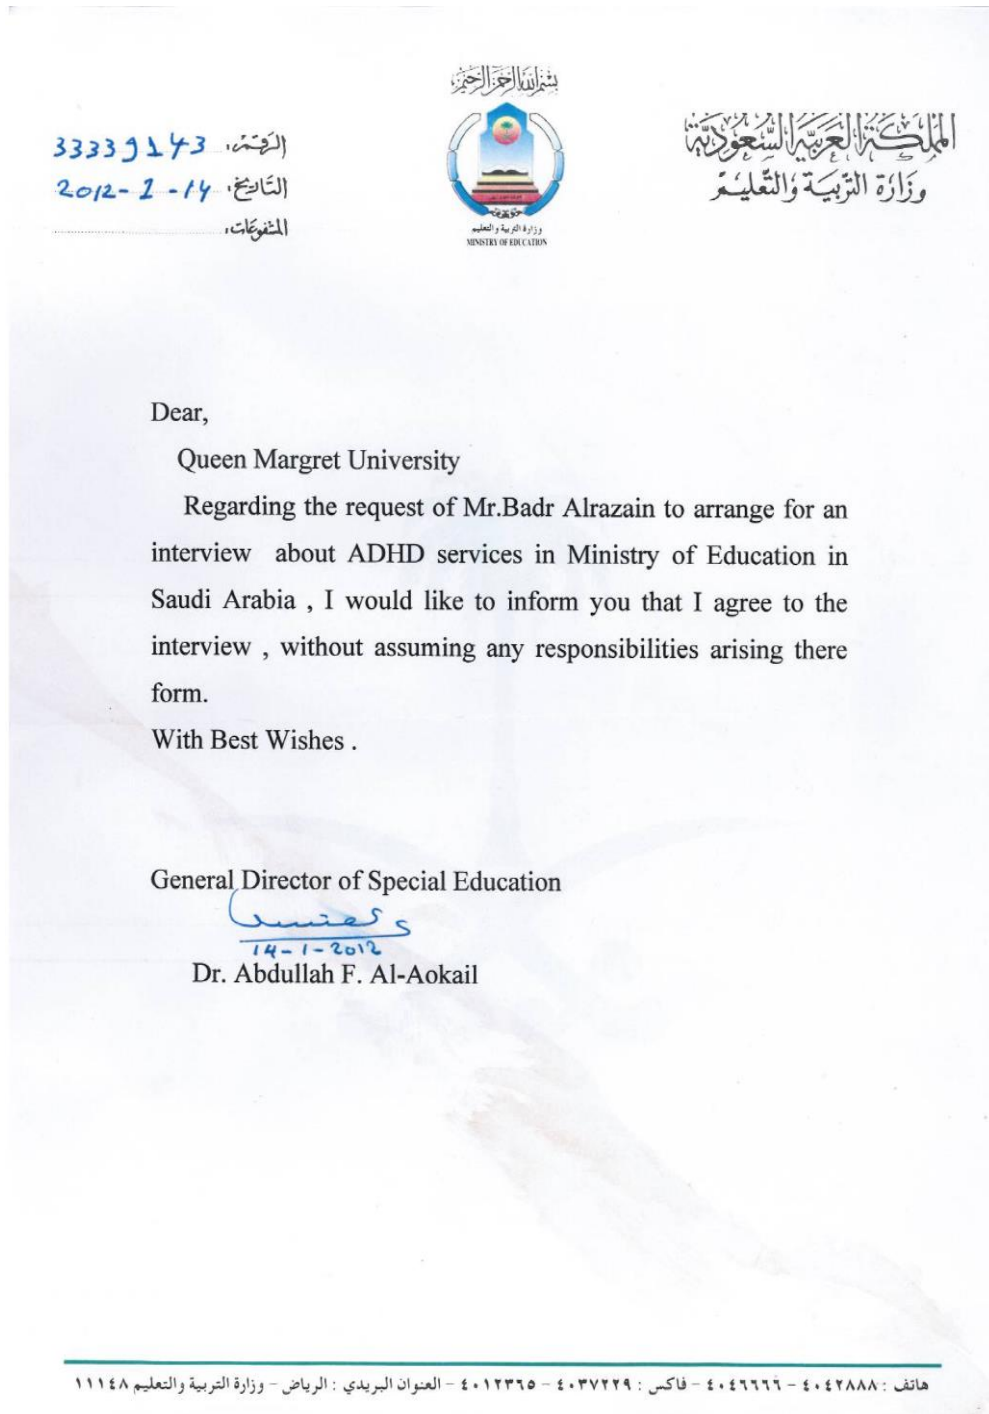 بسم الله الرحمن الرحيم
المملكة العربية السعودية
وزارة التربية والتعليم
الرقم: 33339143
التاريخ: 2012-1-14
المشفوعات:
وزارة التربية والتعليم
MINISTRY OF EDUCATION
Dear,
Queen Margret University
Regarding the request of Mr.Badr Alrazain to arrange for an
interview about ADHD services in Ministry of Education in
Saudi Arabia , I would like to inform you that I agree to the
interview , without assuming any responsibilities arising there
form.
With Best Wishes .
General Director of Special Education
14-1-2012
Dr. Abdullah F. Al-Aokail
هاتف : ٤٠٤٢٨٨٨ – ٤٠٤٦٦٦٦ – فاكس : ٤٠٣٧٢٢٩ – ٤٠١٢٣٦٥ – العنوان البريدي : الرياض – وزارة التربية والتعليم ١١١٤٨